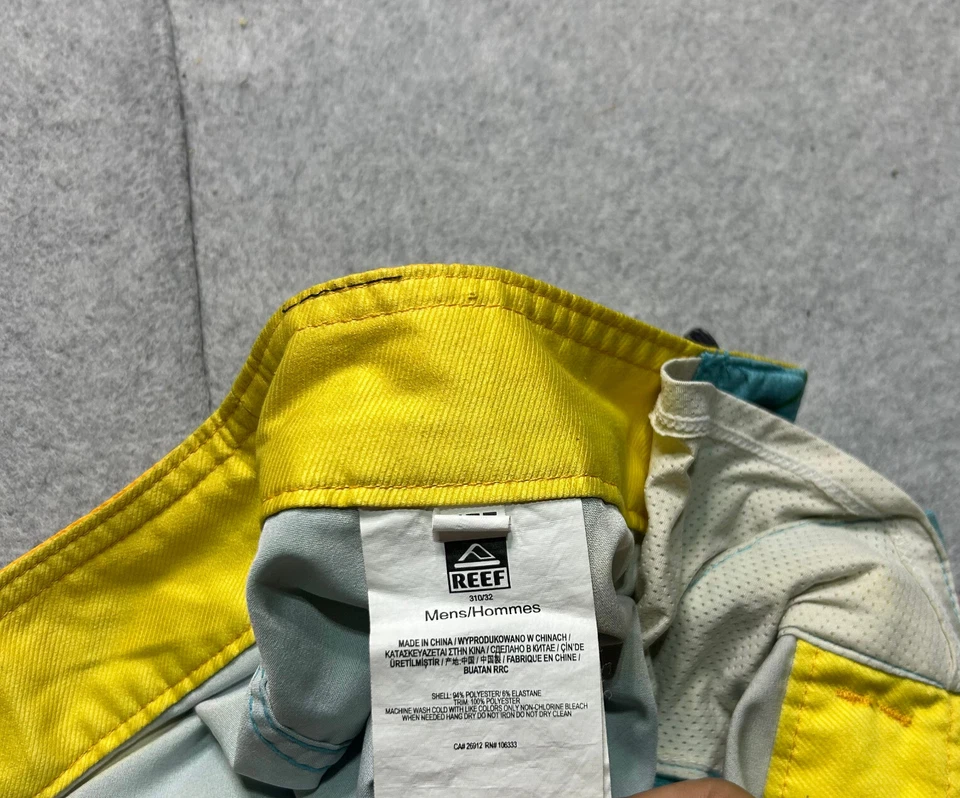 REEF
310/32
Mens/Hommes
MADE IN CHINA / WYPRODUKOWANO W CHINACH /
ΚΑΤΑΣΚΕΥΑΖΕΤΑΙ ΣΤΗΝ ΚΙΝΑ / СДЕЛАНО В КИТАЕ / ÇİN'DE
ÜRETİLMİŞTİR / 产地:中国 / 中国製 / FABRIQUE EN CHINE /
BUATAN RRC
SHELL: 94% POLYESTER/ 6% ELASTANE
TRIM: 100% POLYESTER
MACHINE WASH COLD WITH LIKE COLORS ONLY NON-CHLORINE BLEACH
WHEN NEEDED HANG DRY DO NOT IRON DO NOT DRY CLEAN
CA# 26912 RN# 106333